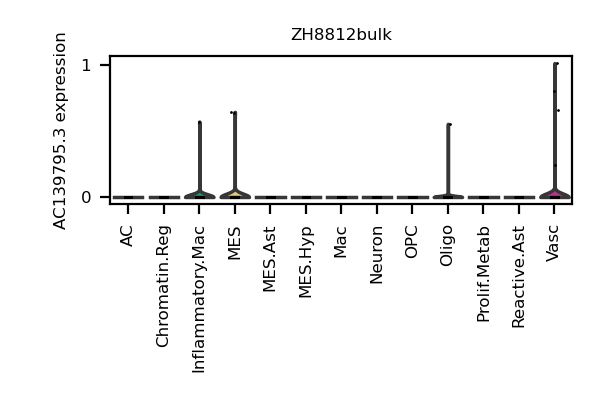 ZH8812bulk
AC139795.3 expression
1
0
AC
Chromatin.Reg
Inflammatory.Mac
MES
MES.Ast
MES.Hyp
Mac
Neuron
OPC
Oligo
Prolif.Metab
Reactive.Ast
Vasc